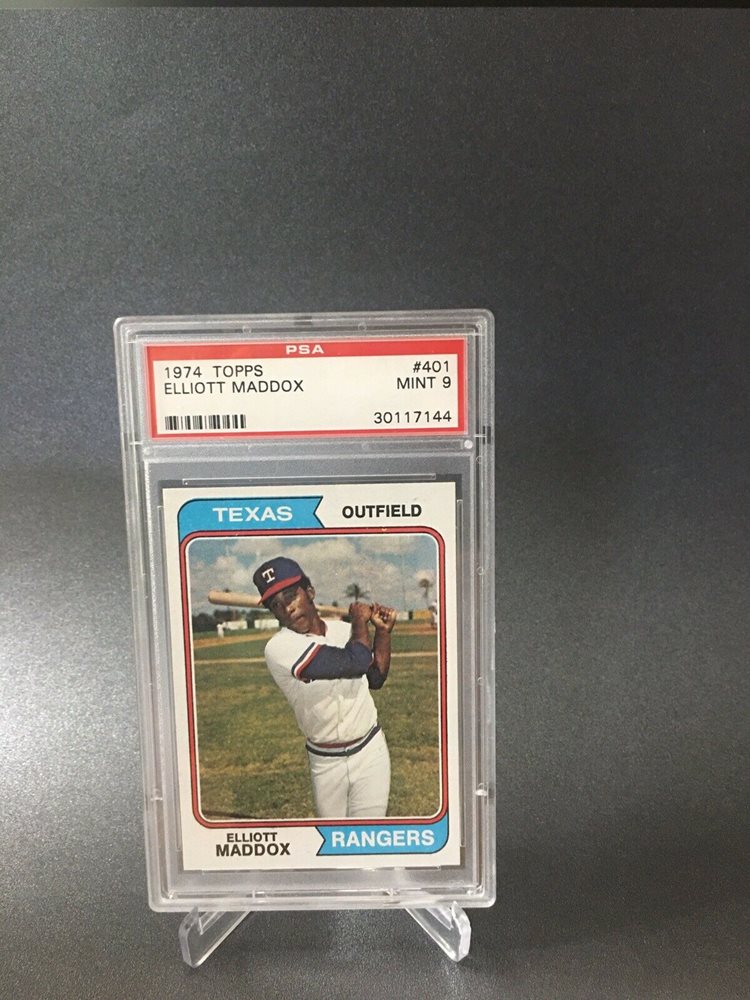 PSA
1974 TOPPS #401
ELLIOTT MADDOX MINT 9
30117144
TEXAS OUTFIELD
T
ELLIOTT
MADDOX
RANGERS